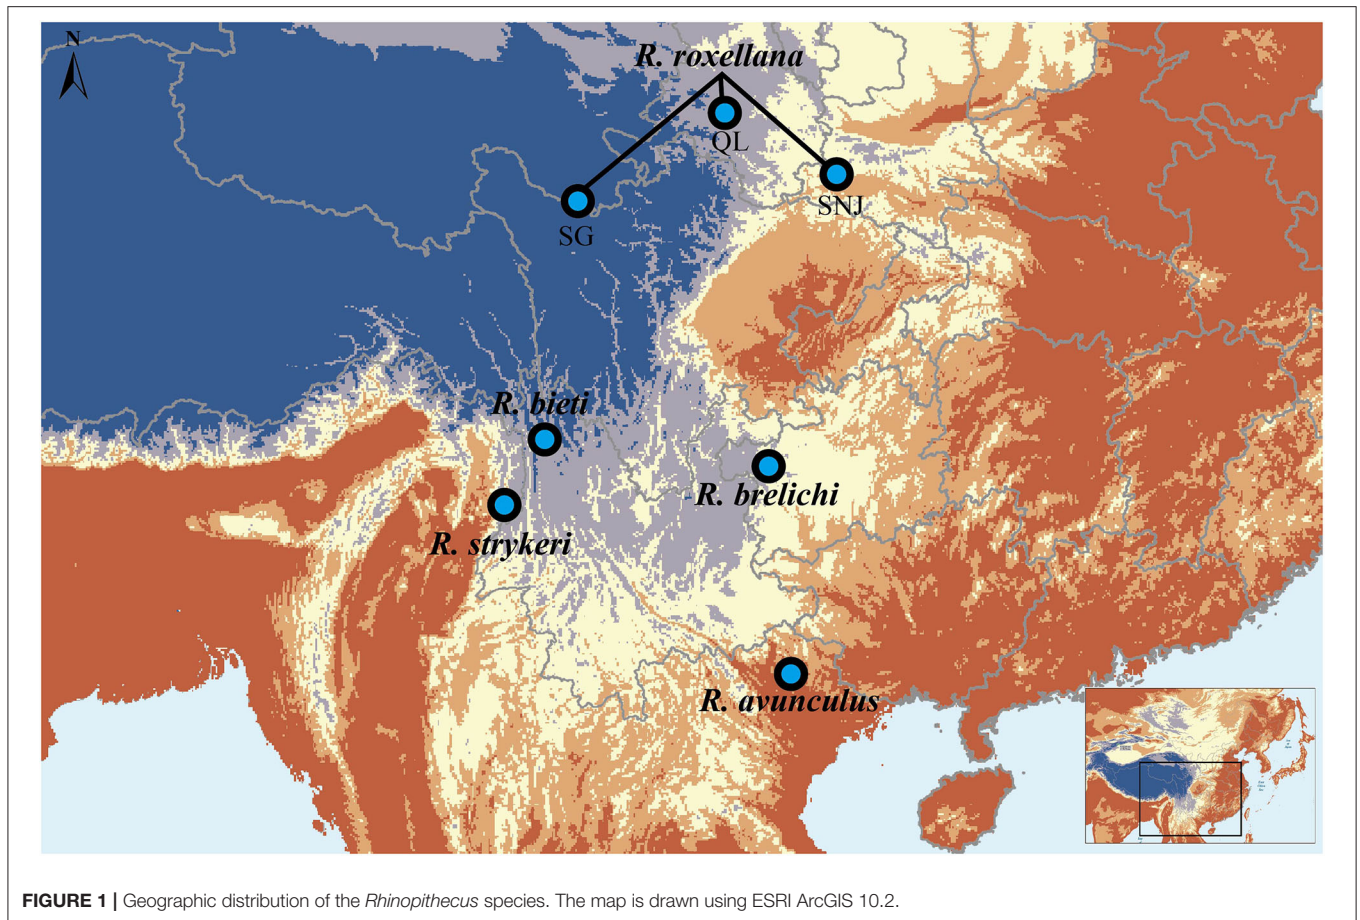 N
R. roxellana
QL
SNJ
SG
R. bieti
R. brelichi
R. strykeri
R. avunculus
FIGURE 1 | Geographic distribution of the Rhinopithecus species. The map is drawn using ESRI ArcGIS 10.2.